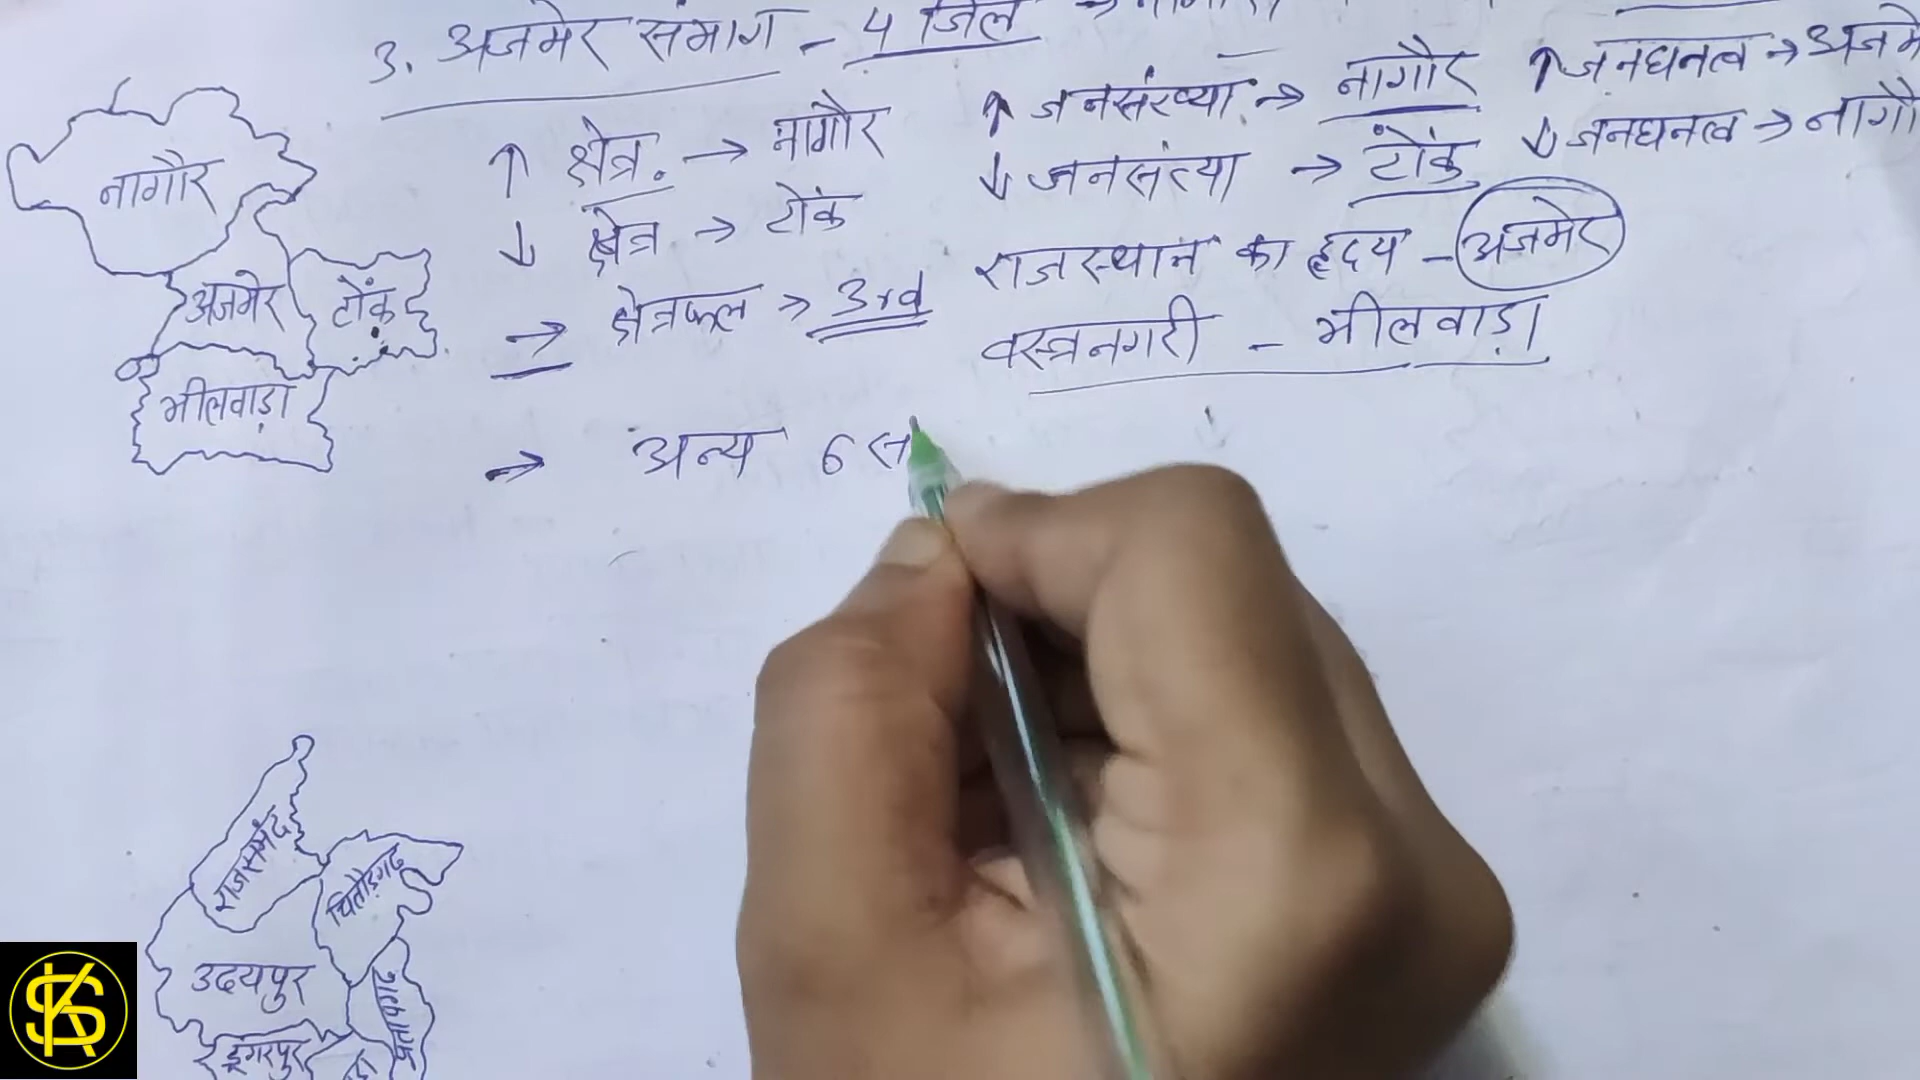 3. अजमेर संभाग - 4 जिले →
↑ क्षेत्र. → नागौर
↓ क्षेत्र → टोंक
→ क्षेत्रफल → 3rd
↑ जनसंख्या → नागौर
↓ जनसंख्या → टोंक
राजस्थान का हृदय - अजमेर
वस्त्रनगरी - भीलवाड़ा
↑ जनघनत्व → अजमे
↓ जनघनत्व → नागौ
→ अन्य 6 स
नागौर
अजमेर
टोंक
भीलवाड़ा
राजसमंद
चितौड़गढ़
उदयपुर
डूंगरपुर